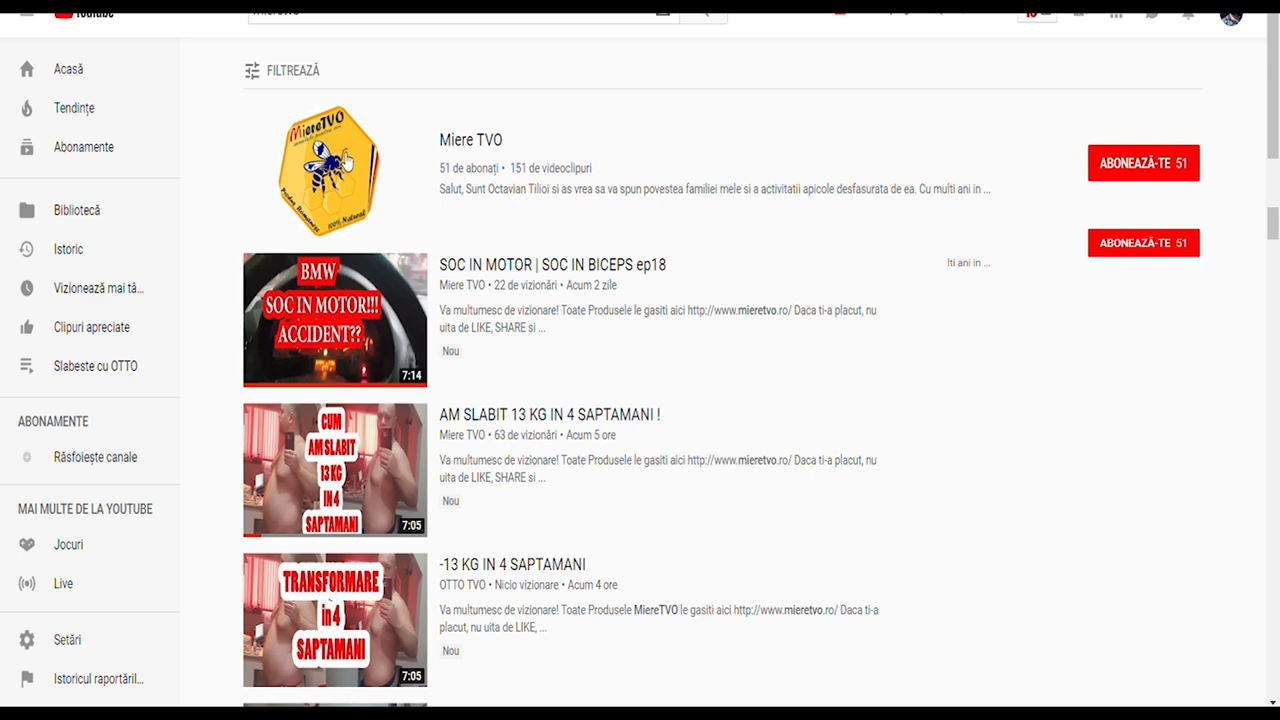 FILTREAZĂ
Acasă
Tendințe
Abonamente
Bibliotecă
Istoric
Vizionează mai tâ...
Clipuri apreciate
Slabeste cu OTTO
ABONAMENTE
Răsfoiește canale
MAI MULTE DE LA YOUTUBE
Jocuri
Live
Setări
Istoricul raportăril...
MiereTVO
100% Natural
Miere TVO
51 de abonați • 151 de videoclipuri
Salut, Sunt Octavian Tilioi si as vrea sa va spun povestea familiei mele si a activitatii apicole desfasurata de ea. Cu multi ani in ...
ABONEAZĂ-TE 51
ABONEAZĂ-TE 51
lti ani in ...
BMW
SOC IN MOTOR!!!
ACCIDENT??
7:14
SOC IN MOTOR | SOC IN BICEPS ep18
Miere TVO • 22 de vizionări • Acum 2 zile
Va multumesc de vizionare! Toate Produsele le gasiti aici http://www.mieretvo.ro/ Daca ti-a placut, nu
uita de LIKE, SHARE si ...
Nou
CUM
AM SLABIT
13 KG
IN 4
SAPTAMANI
7:05
AM SLABIT 13 KG IN 4 SAPTAMANI !
Miere TVO • 63 de vizionări • Acum 5 ore
Va multumesc de vizionare! Toate Produsele le gasiti aici http://www.mieretvo.ro/ Daca ti-a placut, nu
uita de LIKE, SHARE si ...
Nou
TRANSFORMARE
in 4
SAPTAMANI
7:05
-13 KG IN 4 SAPTAMANI
OTTO TVO • Nicio vizionare • Acum 4 ore
Va multumesc de vizionare! Toate Produsele MiereTVO le gasiti aici http://www.mieretvo.ro/ Daca ti-a
placut, nu uita de LIKE, ...
Nou